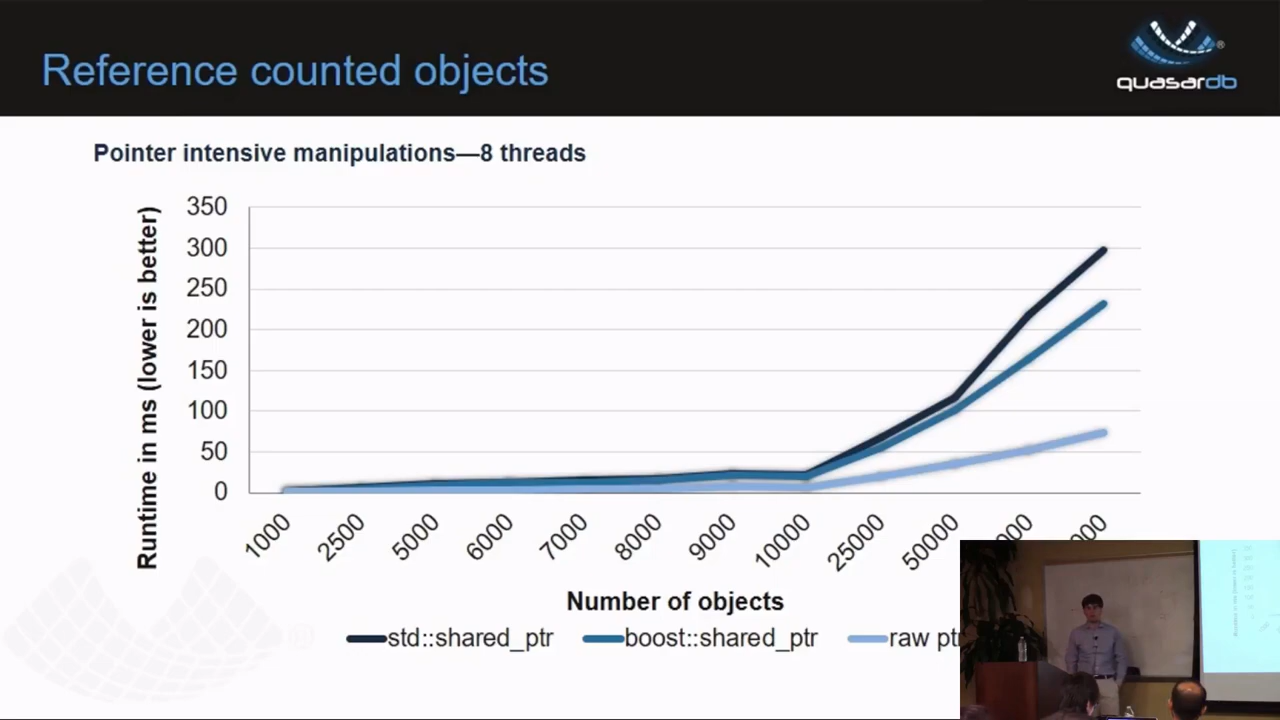 Reference counted objects
quasardb
Pointer intensive manipulations—8 threads
Runtime in ms (lower is better)
350
300
250
200
150
100
50
0
1000
2500
5000
6000
7000
8000
9000
10000
25000
50000
Number of objects
std::shared_ptr
boost::shared_ptr
raw ptr